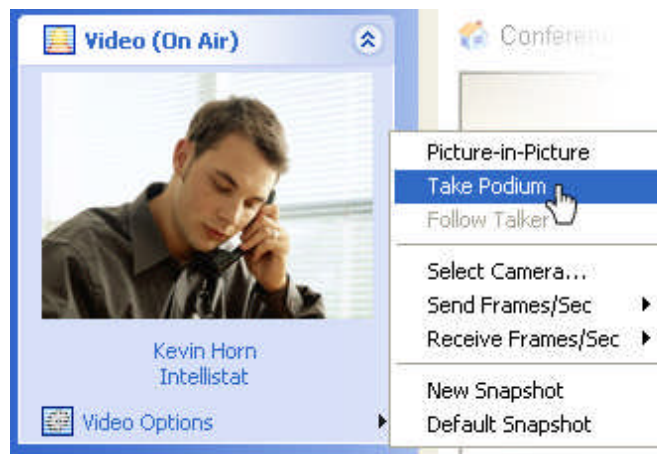 Video (On Air)
Conferen
Kevin Horn
Intellistat
Video Options
Picture-in-Picture
Take Podium
Follow Talker
Select Camera...
Send Frames/Sec
Receive Frames/Sec
New Snapshot
Default Snapshot